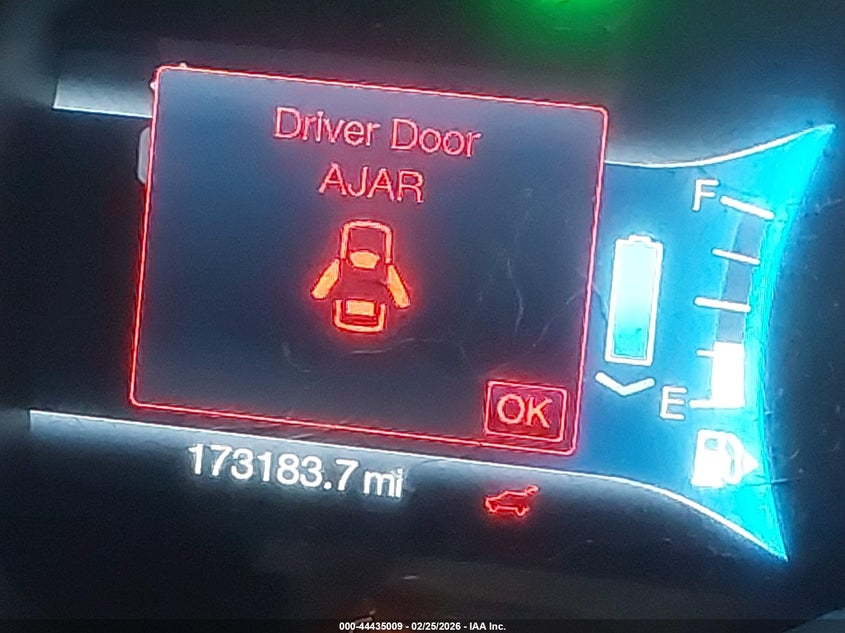 Driver Door
AJAR
F
E
OK
173183.7 mi
000-44435009 - 02/25/2026 - IAA Inc.